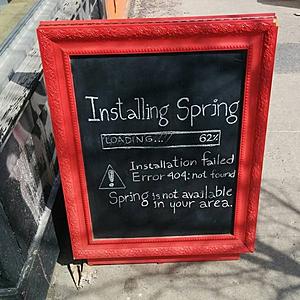 Installing Spring
LOADING... 62%
Installation failed
! Error 404: not found
Spring is not available
in your area.